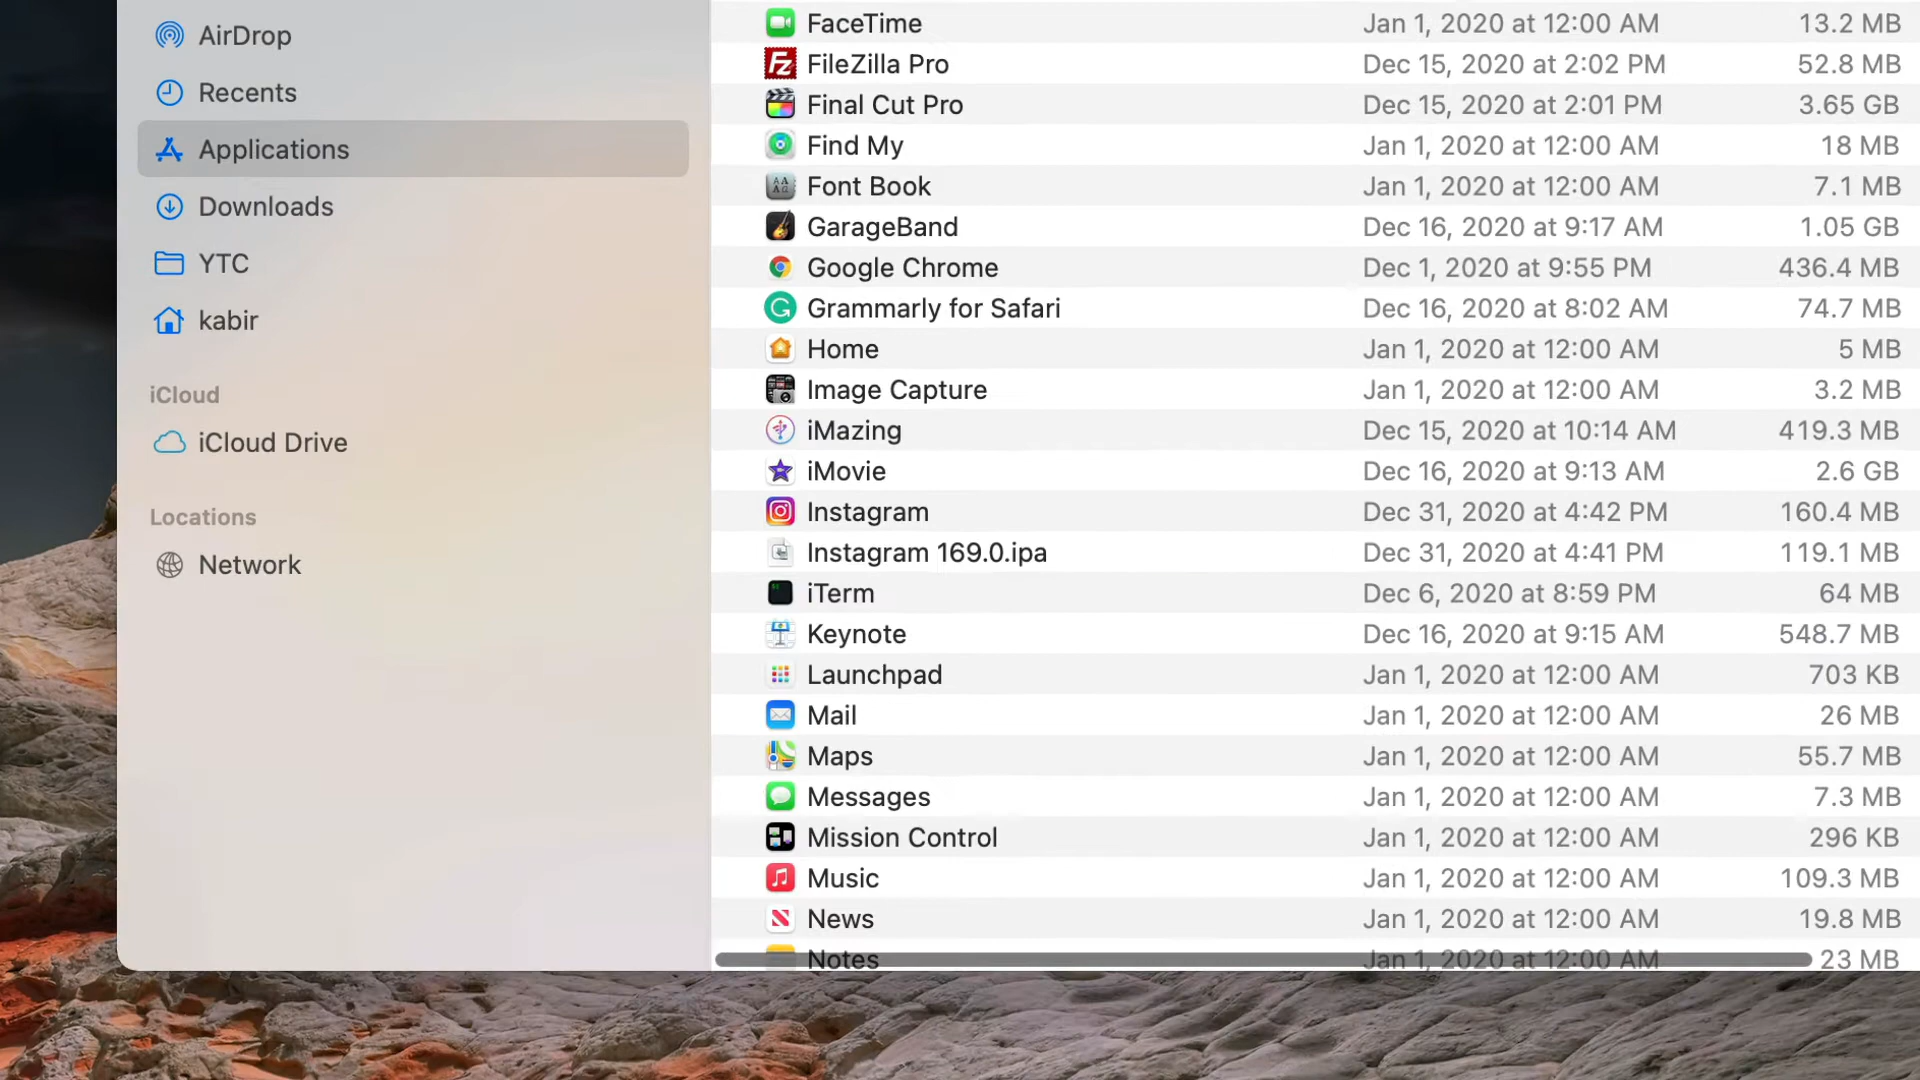 AirDrop
Recents
Applications
Downloads
YTC
kabir
iCloud
iCloud Drive
Locations
Network
FaceTime Jan 1, 2020 at 12:00 AM 13.2 MB
FileZilla Pro Dec 15, 2020 at 2:02 PM 52.8 MB
Final Cut Pro Dec 15, 2020 at 2:01 PM 3.65 GB
Find My Jan 1, 2020 at 12:00 AM 18 MB
Font Book Jan 1, 2020 at 12:00 AM 7.1 MB
GarageBand Dec 16, 2020 at 9:17 AM 1.05 GB
Google Chrome Dec 1, 2020 at 9:55 PM 436.4 MB
Grammarly for Safari Dec 16, 2020 at 8:02 AM 74.7 MB
Home Jan 1, 2020 at 12:00 AM 5 MB
Image Capture Jan 1, 2020 at 12:00 AM 3.2 MB
iMazing Dec 15, 2020 at 10:14 AM 419.3 MB
iMovie Dec 16, 2020 at 9:13 AM 2.6 GB
Instagram Dec 31, 2020 at 4:42 PM 160.4 MB
Instagram 169.0.ipa Dec 31, 2020 at 4:41 PM 119.1 MB
iTerm Dec 6, 2020 at 8:59 PM 64 MB
Keynote Dec 16, 2020 at 9:15 AM 548.7 MB
Launchpad Jan 1, 2020 at 12:00 AM 703 KB
Mail Jan 1, 2020 at 12:00 AM 26 MB
Maps Jan 1, 2020 at 12:00 AM 55.7 MB
Messages Jan 1, 2020 at 12:00 AM 7.3 MB
Mission Control Jan 1, 2020 at 12:00 AM 296 KB
Music Jan 1, 2020 at 12:00 AM 109.3 MB
News Jan 1, 2020 at 12:00 AM 19.8 MB
Notes Jan 1, 2020 at 12:00 AM 23 MB